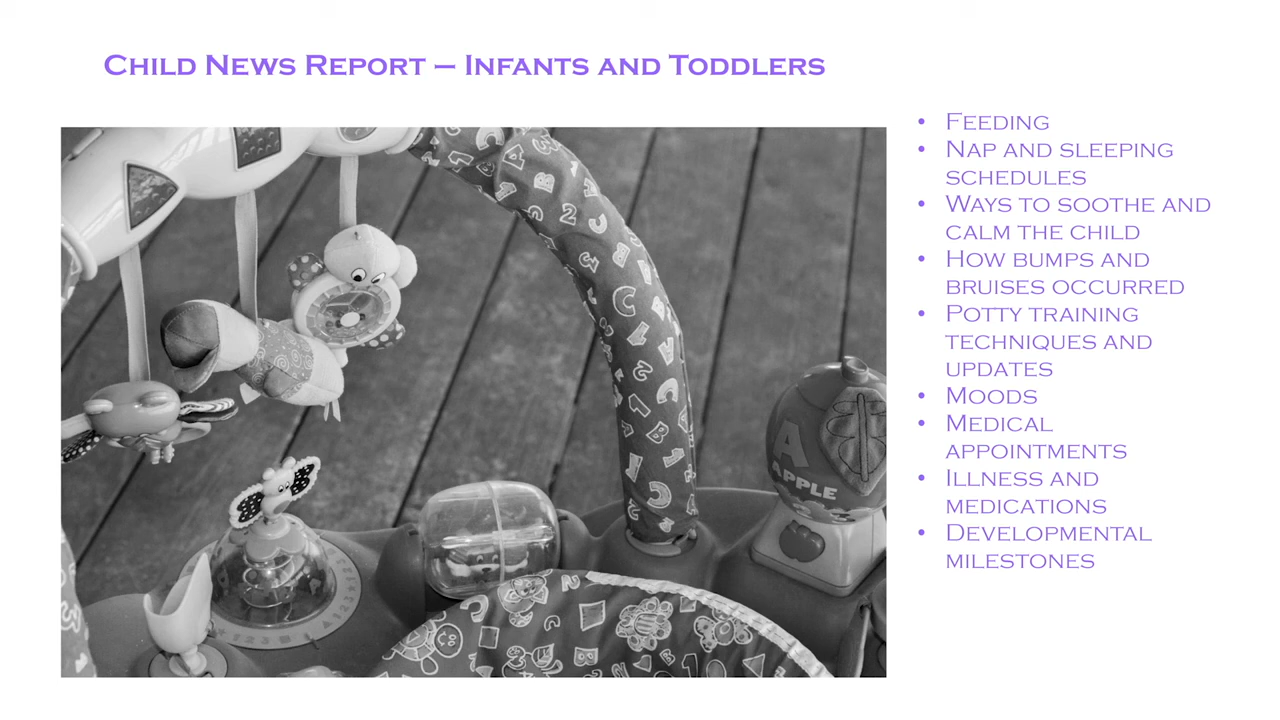 Child News Report – Infants and Toddlers
• Feeding
• Nap and sleeping
schedules
• Ways to soothe and
calm the child
• How bumps and
bruises occurred
• Potty training
techniques and
updates
• Moods
• Medical
appointments
• Illness and
medications
• Developmental
milestones
A
APPLE